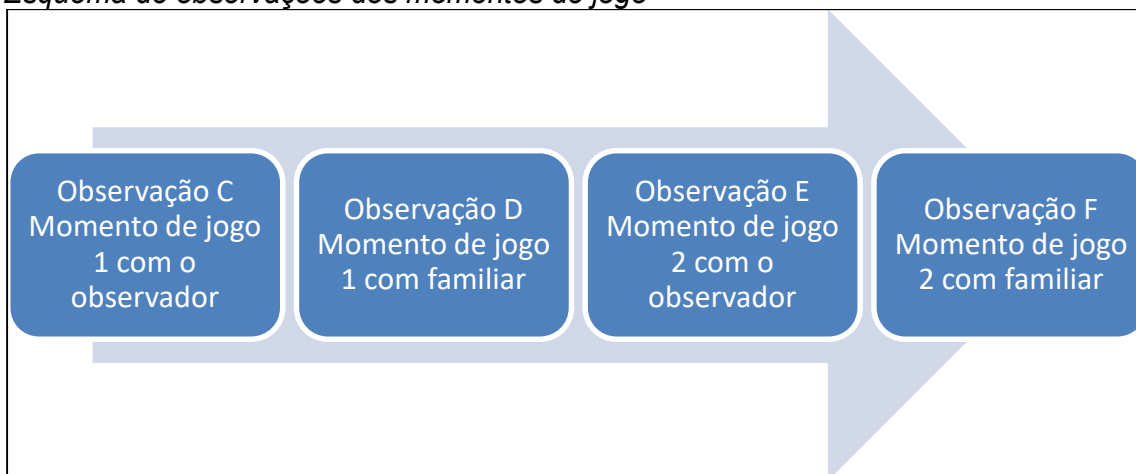 Esquema de observações dos momentos de jogo
Observação C
Momento de jogo
1 com o
observador
Observação D
Momento de jogo
1 com familiar
Observação E
Momento de jogo
2 com o
observador
Observação F
Momento de jogo
2 com familiar